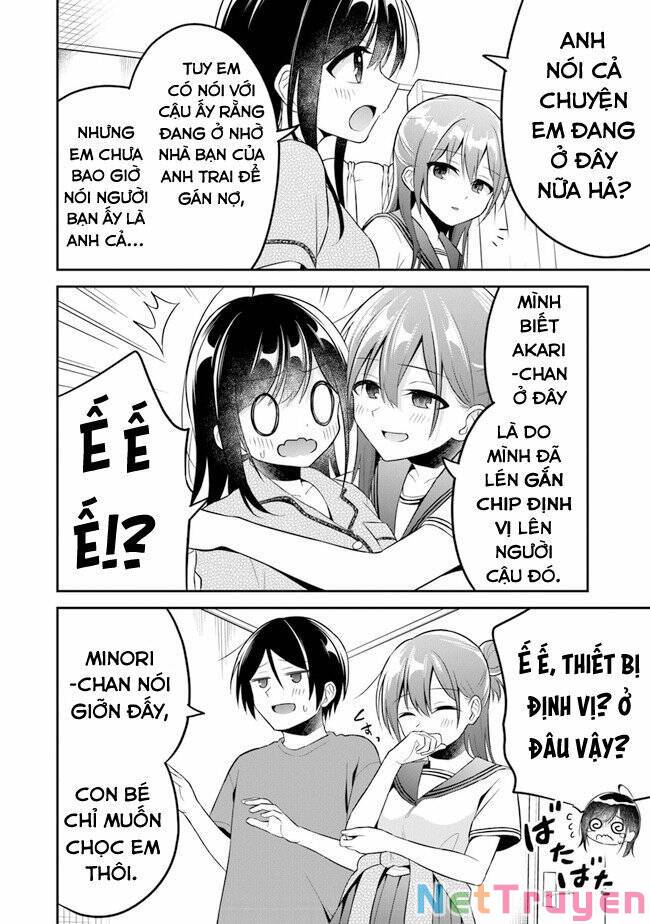 ANH
NÓI CẢ
CHUYỆN
EM ĐANG
Ở ĐÂY
NỮA HẢ?
TUY EM
CÓ NÓI VỚI
CẬU ẤY RẰNG
ĐANG Ở NHỜ
NHÀ BẠN CỦA
ANH TRAI ĐỂ
GÁN NỢ,
NHƯNG
EM CHƯA
BAO GIỜ
NÓI NGƯỜI
BẠN ẤY LÀ
ANH CẢ...
MÌNH
BIẾT
AKARI
-CHAN
Ở ĐÂY
LÀ DO
MÌNH ĐÃ
LÉN GẮN
CHIP ĐỊNH
VỊ LÊN
NGƯỜI
CẬU ĐÓ.
Ế Ế
Ế!?
Ế Ế, THIẾT BỊ
ĐỊNH VỊ? Ở
ĐÂU VẬY?
ばたばた
MINORI
-CHAN NÓI
GIỠN ĐẤY,
CON BÉ
CHỈ MUỐN
CHỌC EM
THÔI.
NetTruyen